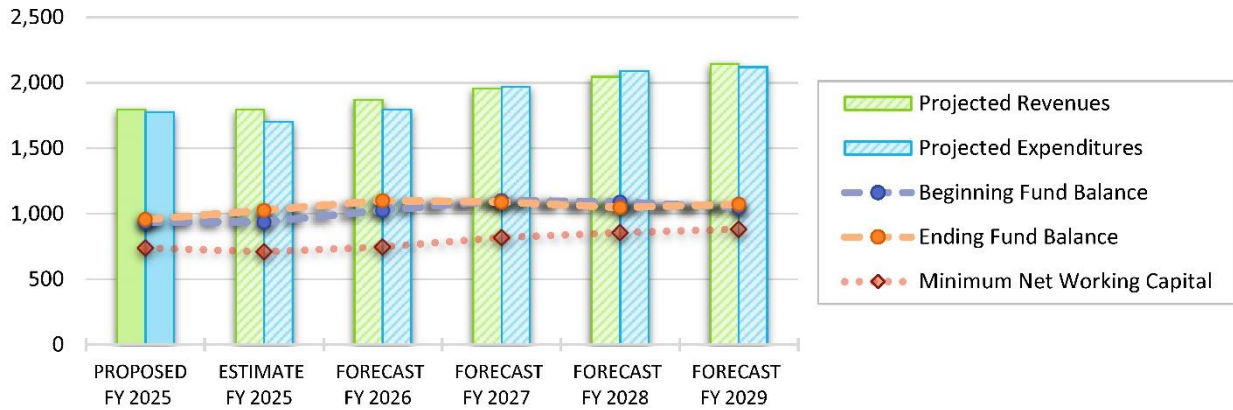 2,500
2,000
1,500
1,000
500
0
PROPOSED FY 2025
ESTIMATE FY 2025
FORECAST FY 2026
FORECAST FY 2027
FORECAST FY 2028
FORECAST FY 2029
Projected Revenues
Projected Expenditures
Beginning Fund Balance
Ending Fund Balance
Minimum Net Working Capital